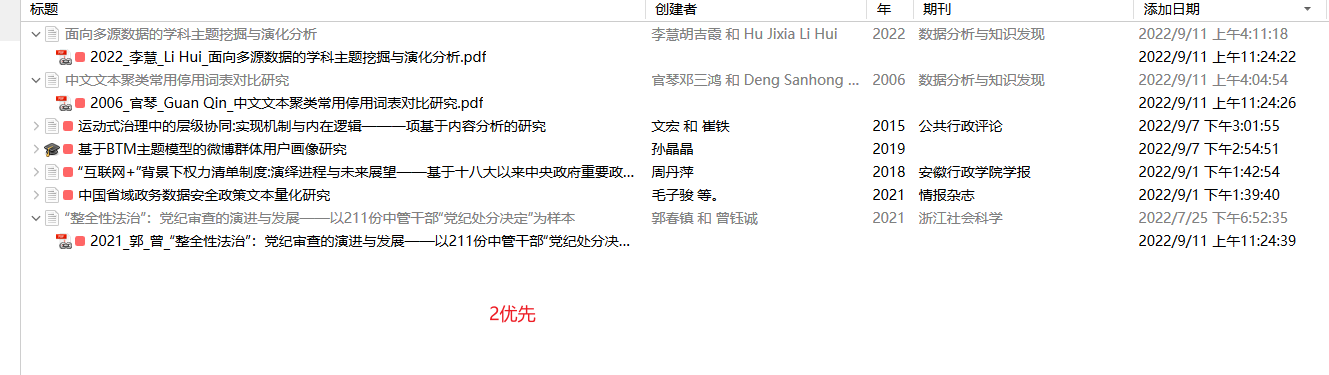 标题 创建者 年 期刊 添加日期
面向多源数据的学科主题挖掘与演化分析 李慧胡吉霞 和 Hu Jixia Li Hui 2022 数据分析与知识发现 2022/9/11 上午4:11:18
2022_李慧_Li Hui_面向多源数据的学科主题挖掘与演化分析.pdf 2022/9/11 上午11:24:22
中文文本聚类常用停用词表对比研究 官琴邓三鸿 和 Deng Sanhong ... 2006 数据分析与知识发现 2022/9/11 上午4:04:54
2006_官琴_Guan Qin_中文文本聚类常用停用词表对比研究.pdf 2022/9/11 上午11:24:26
运动式治理中的层级协同:实现机制与内在逻辑———项基于内容分析的研究 文宏 和 崔铁 2015 公共行政评论 2022/9/7 下午3:01:55
基于BTM主题模型的微博群体用户画像研究 孙晶晶 2019 2022/9/7 下午2:54:51
“互联网+”背景下权力清单制度:演绎进程与未来展望——基于十八大以来中央政府重要政... 周丹萍 2018 安徽行政学院学报 2022/9/1 下午1:42:54
中国省域政务数据安全政策文本量化研究 毛子骏 等。 2021 情报杂志 2022/9/1 下午1:39:40
“整全性法治”：党纪审查的演进与发展——以211份中管干部“党纪处分决定”为样本 郭春镇 和 曾钰诚 2021 浙江社会科学 2022/7/25 下午6:52:35
2021_郭_曾_“整全性法治”：党纪审查的演进与发展——以211份中管干部“党纪处分决... 2022/9/11 上午11:24:39
2优先